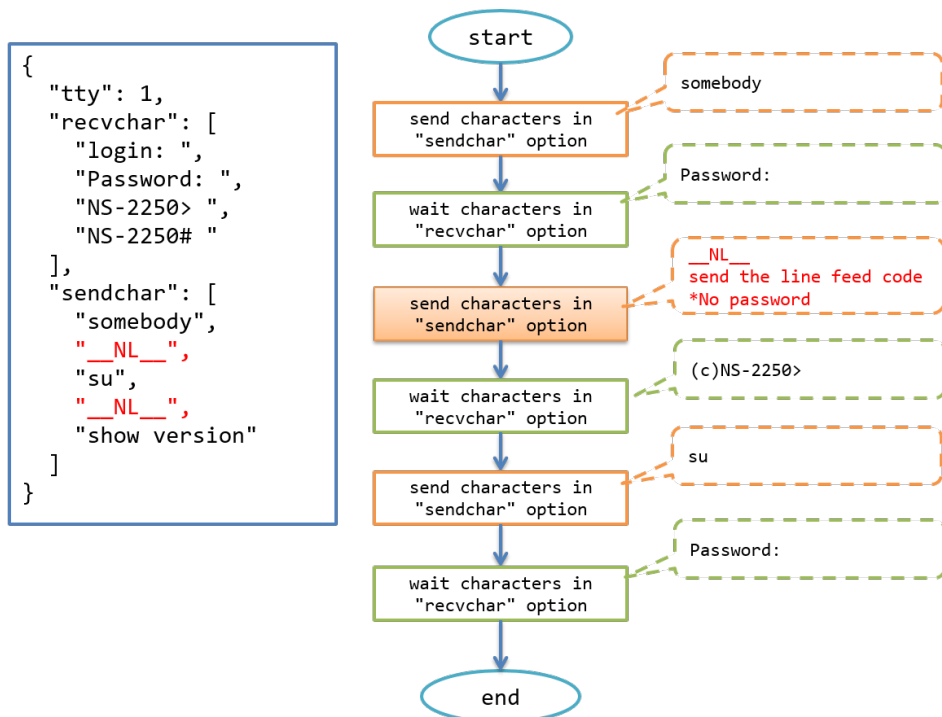 {
"tty": 1,
"recvchar": [
"login: ",
"Password: ",
"NS-2250> ",
"NS-2250# "
],
"sendchar": [
"somebody",
"__NL__",
"su",
"__NL__",
"show version"
]
}
start
send characters in
"sendchar" option
somebody
wait characters in
"recvchar" option
Password:
send characters in
"sendchar" option
__NL__
send the line feed code
*No password
wait characters in
"recvchar" option
(c)NS-2250>
send characters in
"sendchar" option
su
wait characters in
"recvchar" option
Password:
end